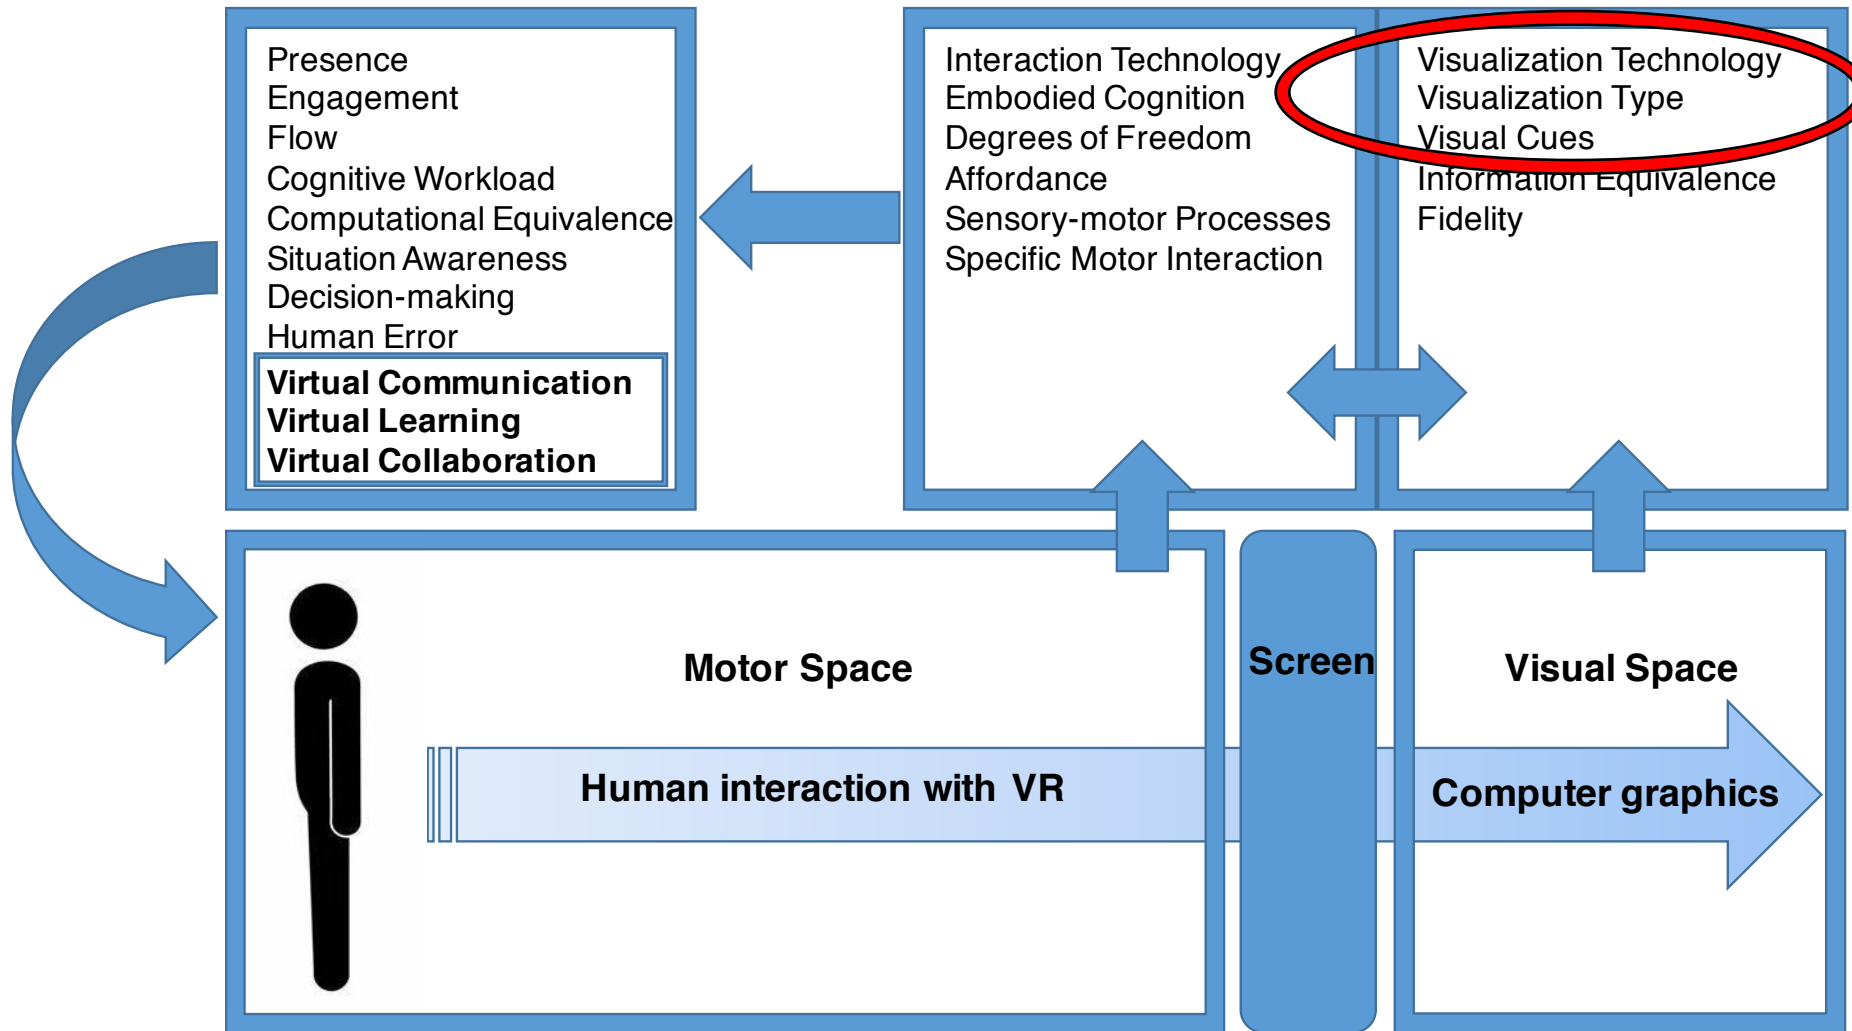 Presence
Engagement
Flow
Cognitive Workload
Computational Equivalence
Situation Awareness
Decision-making
Human Error
Virtual Communication
Virtual Learning
Virtual Collaboration
Interaction Technology
Embodied Cognition
Degrees of Freedom
Affordance
Sensory-motor Processes
Specific Motor Interaction
Visualization Technology
Visualization Type
Visual Cues
Information Equivalence
Fidelity
Motor Space
Screen
Visual Space
Human interaction with VR
Computer graphics